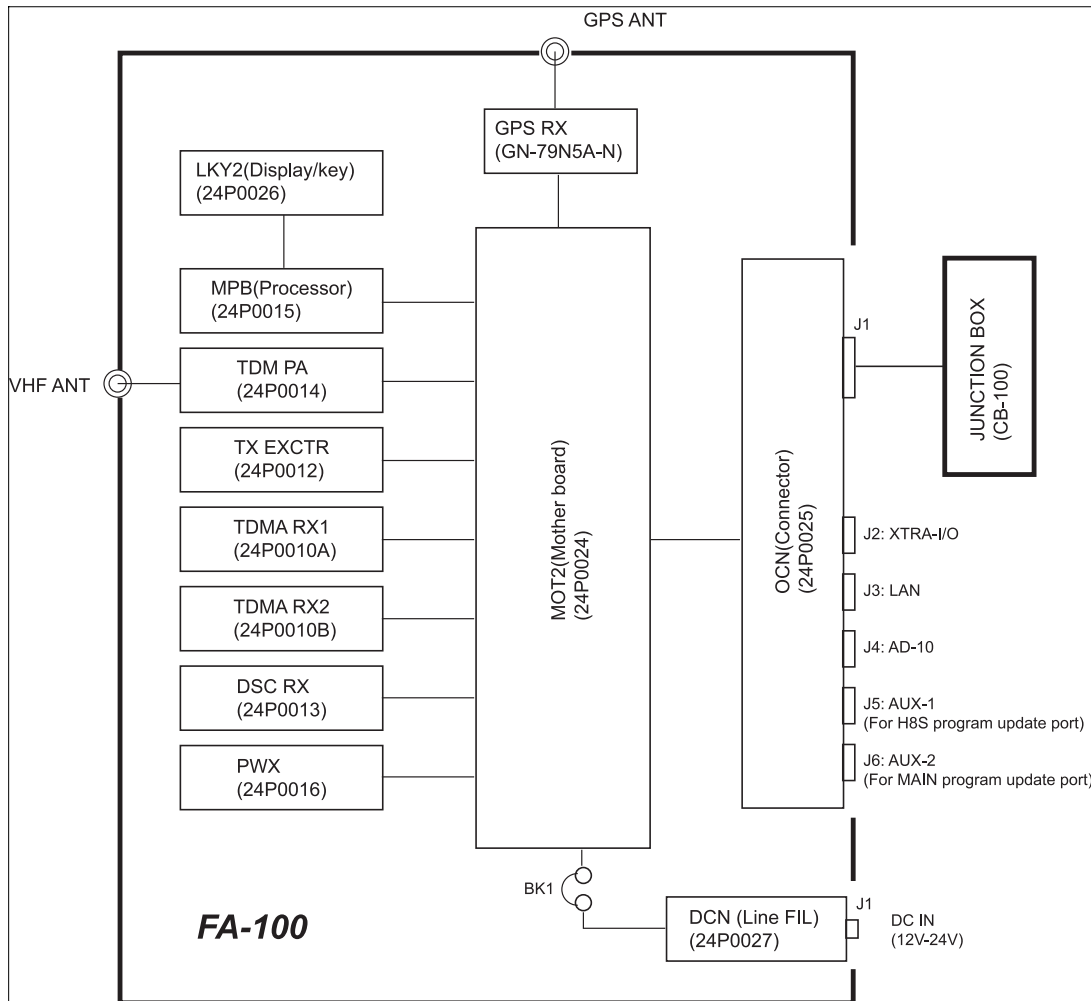 GPS ANT
GPS RX
(GN-79N5A-N)
LKY2(Display/key)
(24P0026)
MPB(Processor)
(24P0015)
VHF ANT
TDM PA
(24P0014)
TX EXCTR
(24P0012)
TDMA RX1
(24P0010A)
TDMA RX2
(24P0010B)
DSC RX
(24P0013)
PWX
(24P0016)
MOT2(Mother board)
(24P0024)
OCN(Connector)
(24P0025)
J1
JUNCTION BOX
(CB-100)
J2: XTRA-I/O
J3: LAN
J4: AD-10
J5: AUX-1
(For H8S program update port)
J6: AUX-2
(For MAIN program update port)
BK1
FA-100
DCN (Line FIL)
(24P0027)
J1
DC IN
(12V-24V)